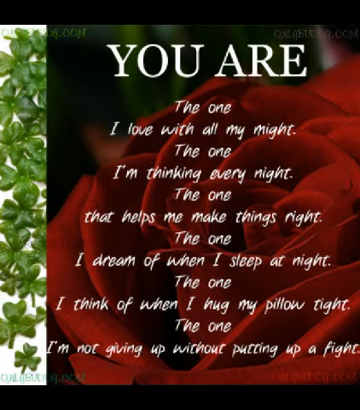 YOU ARE
The one
I love with all my might.
The one
I'm thinking every night.
The one
that helps me make things right.
The one
I dream of when I sleep at night.
The one
I think of when I hug my pillow tight.
The one
I'm not giving up without putting up a fight.